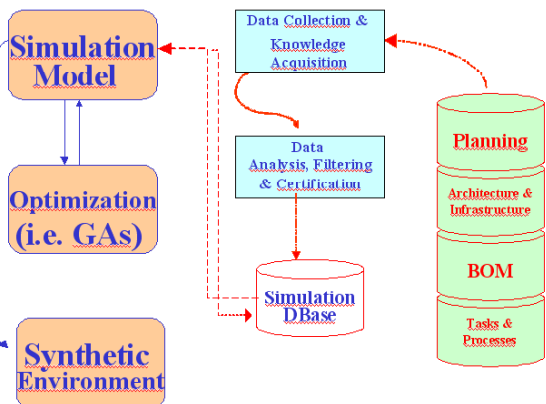 Simulation
Model
Optimization
(i.e. GAs)
Synthetic
Environment
Data Collection &
Knowledge
Acquisition
Data
Analysis, Filtering
& Certification
Simulation
DBase
Planning
Architecture &
Infrastructure
BOM
Tasks &
Processes